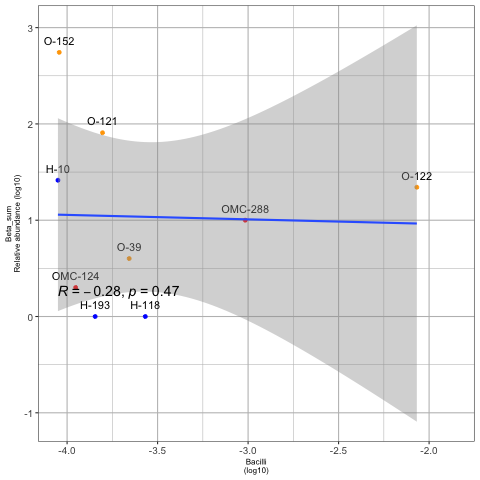 3
2
1
0
-1
Beta_sum
Relative abundance (log10)
O-152
O-121
H-10
O-122
OMC-288
O-39
OMC-124
R = −0.28, p = 0.47
H-193
H-118
-4.0
-3.5
-3.0
-2.5
-2.0
Bacilli
(log10)